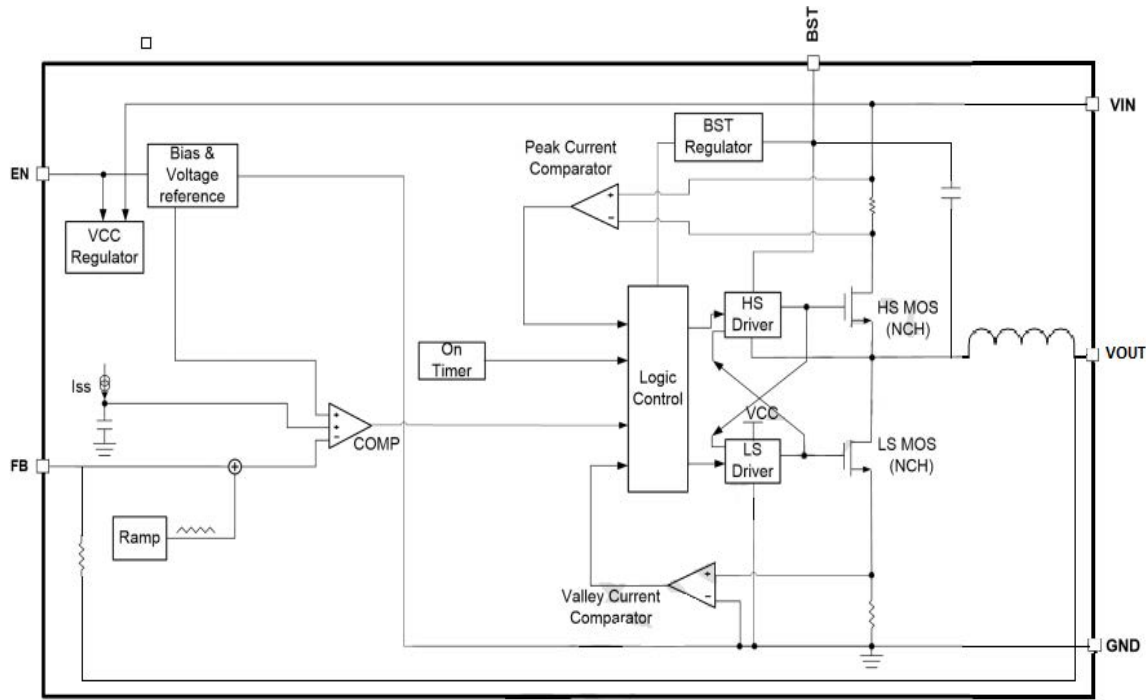 BST
VIN
BST
Regulator
Peak Current
Comparator
Bias &
Voltage
reference
EN
VCC
Regulator
HS
Driver
HS MOS
(NCH)
On
Timer
Logic
Control
VOUT
Iss
VCC
COMP
LS
Driver
LS MOS
(NCH)
FB
Ramp
Valley Current
Comparator
GND